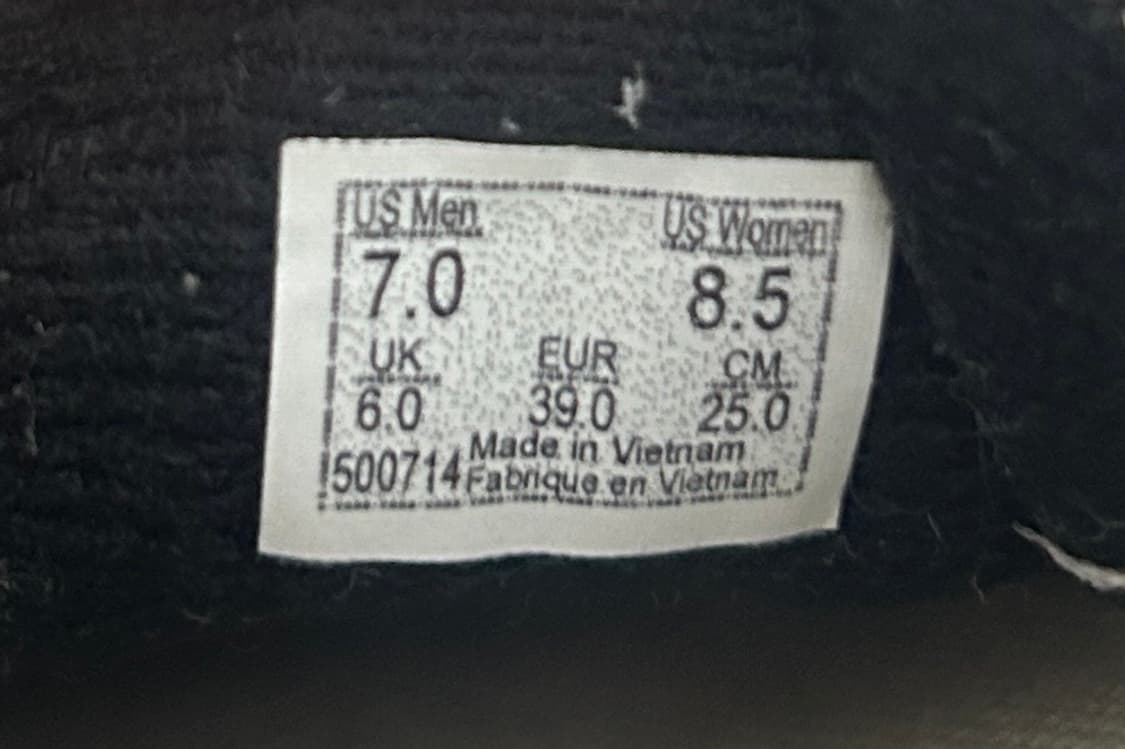 US Men US Women
7.0 8.5
UK EUR CM
6.0 39.0 25.0
500714 Made in Vietnam
Fabrique en Vietnam